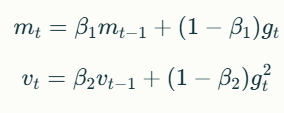 m_t = β_1 m_{t−1} + (1 − β_1)g_t
v_t = β_2 v_{t−1} + (1 − β_2)g_t^2